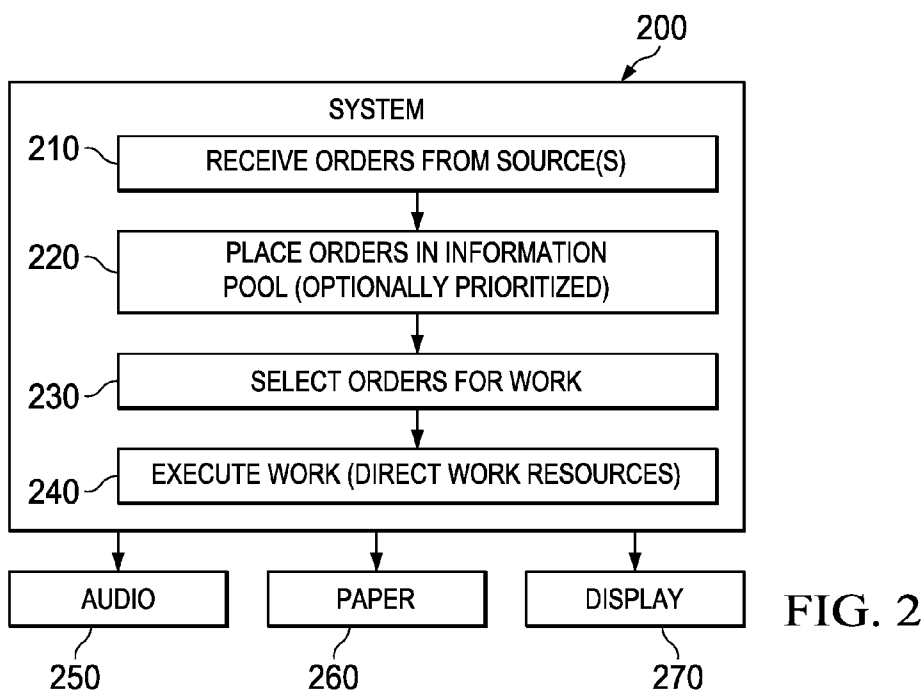 200
SYSTEM
210
RECEIVE ORDERS FROM SOURCE(S)
220
PLACE ORDERS IN INFORMATION
POOL (OPTIONALLY PRIORITIZED)
230
SELECT ORDERS FOR WORK
240
EXECUTE WORK (DIRECT WORK RESOURCES)
AUDIO
PAPER
DISPLAY
FIG. 2
250
260
270